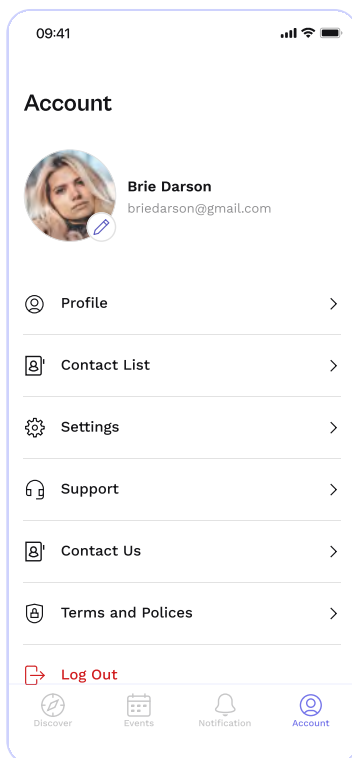 09:41
Account
Brie Darson
briedarson@gmail.com
Profile
Contact List
Settings
Support
Contact Us
Terms and Polices
Log Out
Discover
Events
Notification
Account